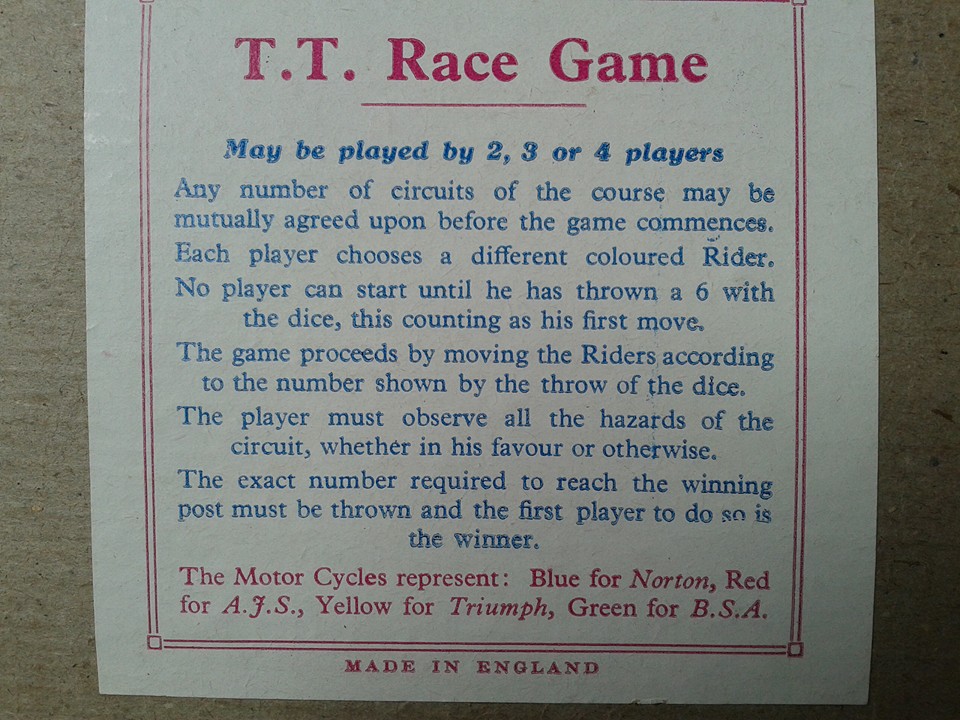 T.T. Race Game
May be played by 2, 3 or 4 players
Any number of circuits of the course may be
mutually agreed upon before the game commences.
Each player chooses a different coloured Rider.
No player can start until he has thrown a 6 with
the dice, this counting as his first move.
The game proceeds by moving the Riders according
to the number shown by the throw of the dice.
The player must observe all the hazards of the
circuit, whether in his favour or otherwise.
The exact number required to reach the winning
post must be thrown and the first player to do so is
the winner.
The Motor Cycles represent: Blue for Norton, Red
for A.J.S., Yellow for Triumph, Green for B.S.A.
MADE IN ENGLAND